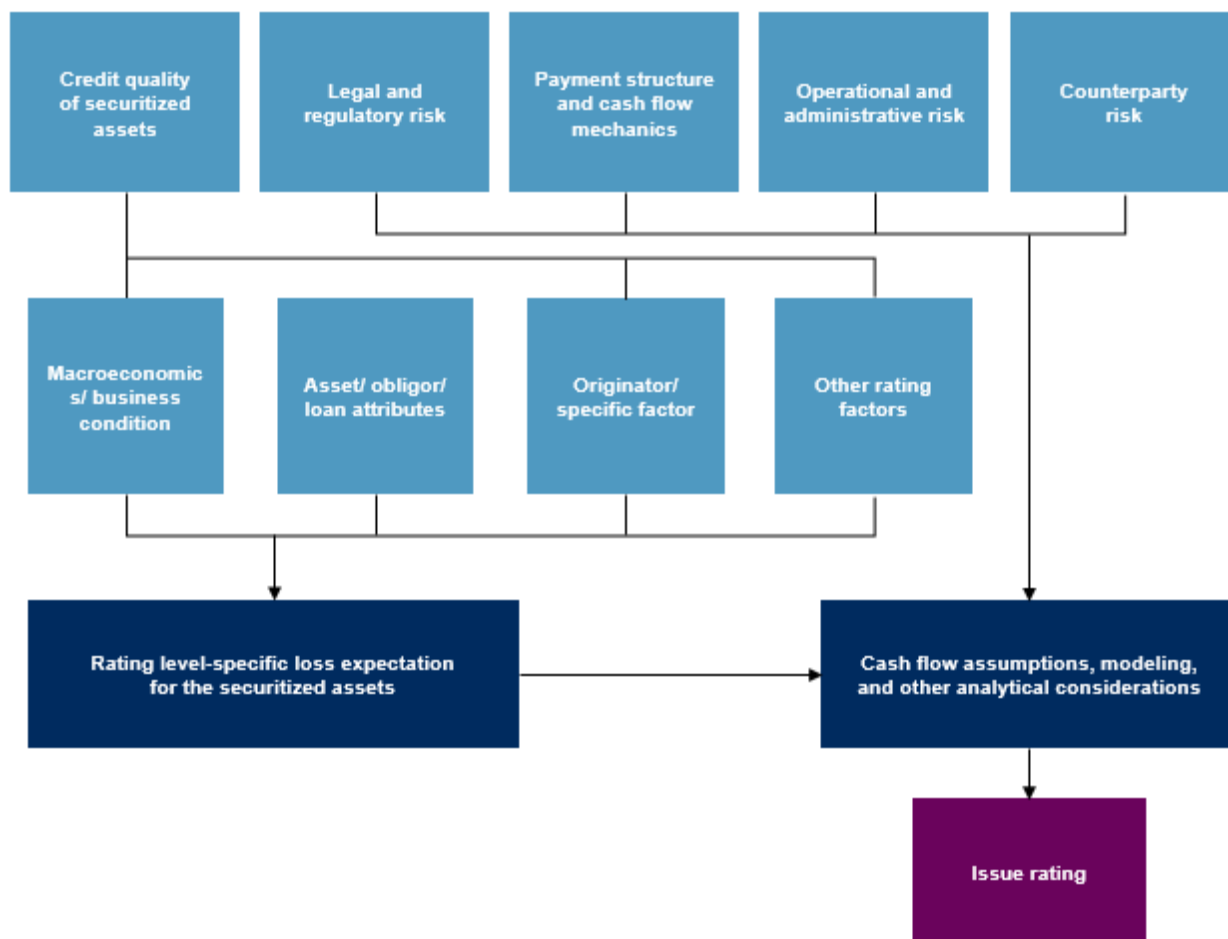 Credit quality
of securitized
assets
Legal and
regulatory risk
Payment structure
and cash flow
mechanics
Operational and
administrative risk
Counterparty
risk
Macroeconomic
s/ business
condition
Asset/ obligor/
loan attributes
Originator/
specific factor
Other rating
factors
Rating level-specific loss expectation
for the securitized assets
Cash flow assumptions, modeling,
and other analytical considerations
Issue rating